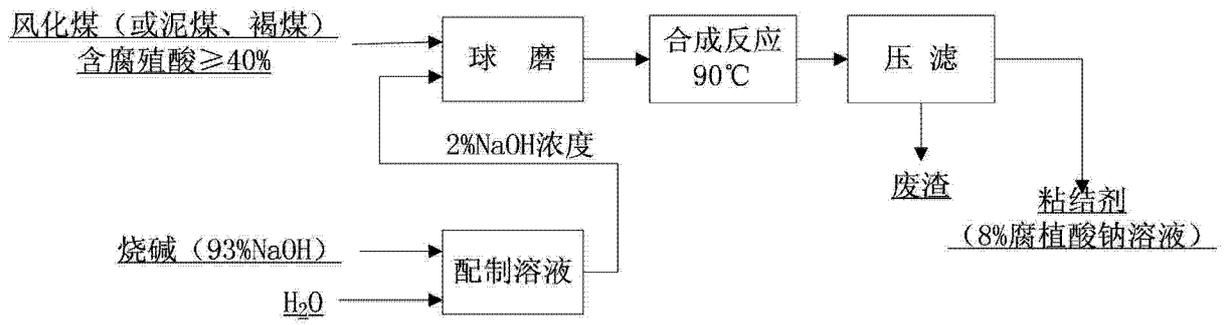 风化煤（或泥煤、褐煤）
含腐殖酸≥40%
球 磨
合成反应
90℃
压 滤
2%NaOH浓度
废渣
粘结剂
（8%腐植酸钠溶液）
烧碱（93%NaOH）
配制溶液
H₂O